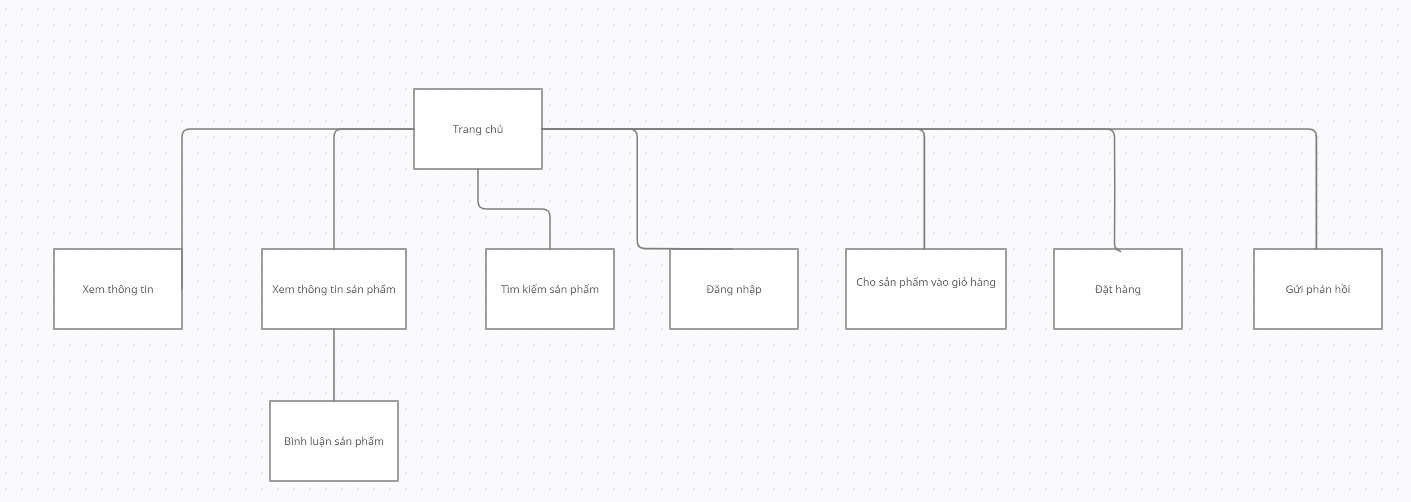 Trang chủ
Xem thông tin
Xem thông tin sản phẩm
Tìm kiếm sản phẩm
Đăng nhập
Cho sản phẩm vào giỏ hàng
Đặt hàng
Gửi phản hồi
Bình luận sản phẩm